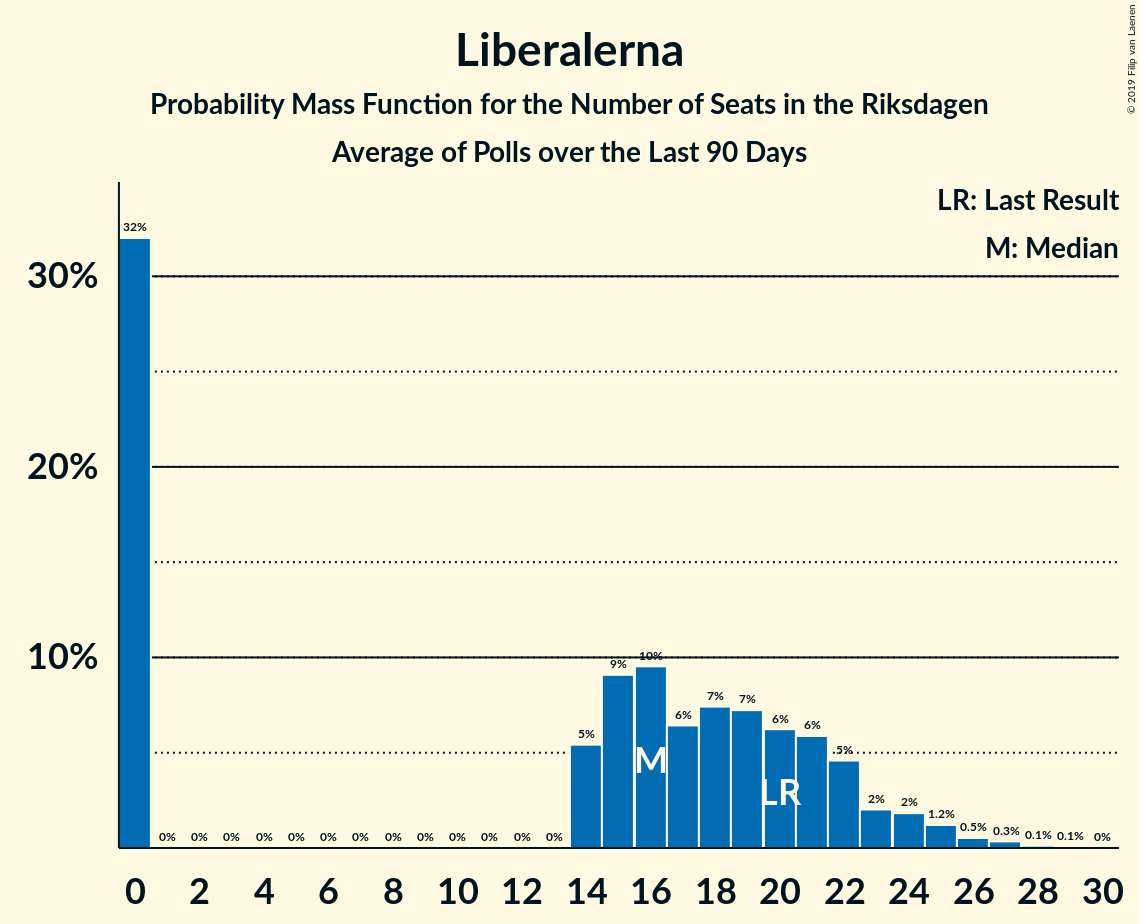 Liberalerna
Probability Mass Function for the Number of Seats in the Riksdagen
Average of Polls over the Last 90 Days
© 2019 Filip van Laenen
LR: Last Result
M: Median
30%
20%
10%
32% 0% 0% 0% 0% 0% 0% 0% 0% 0% 0% 0% 0% 0% 5% 9% 10% 6% 7% 7% 6% 6% 5% 2% 2% 1.2% 0.5% 0.3% 0.1% 0.1% 0%
M
LR
0 2 4 6 8 10 12 14 16 18 20 22 24 26 28 30